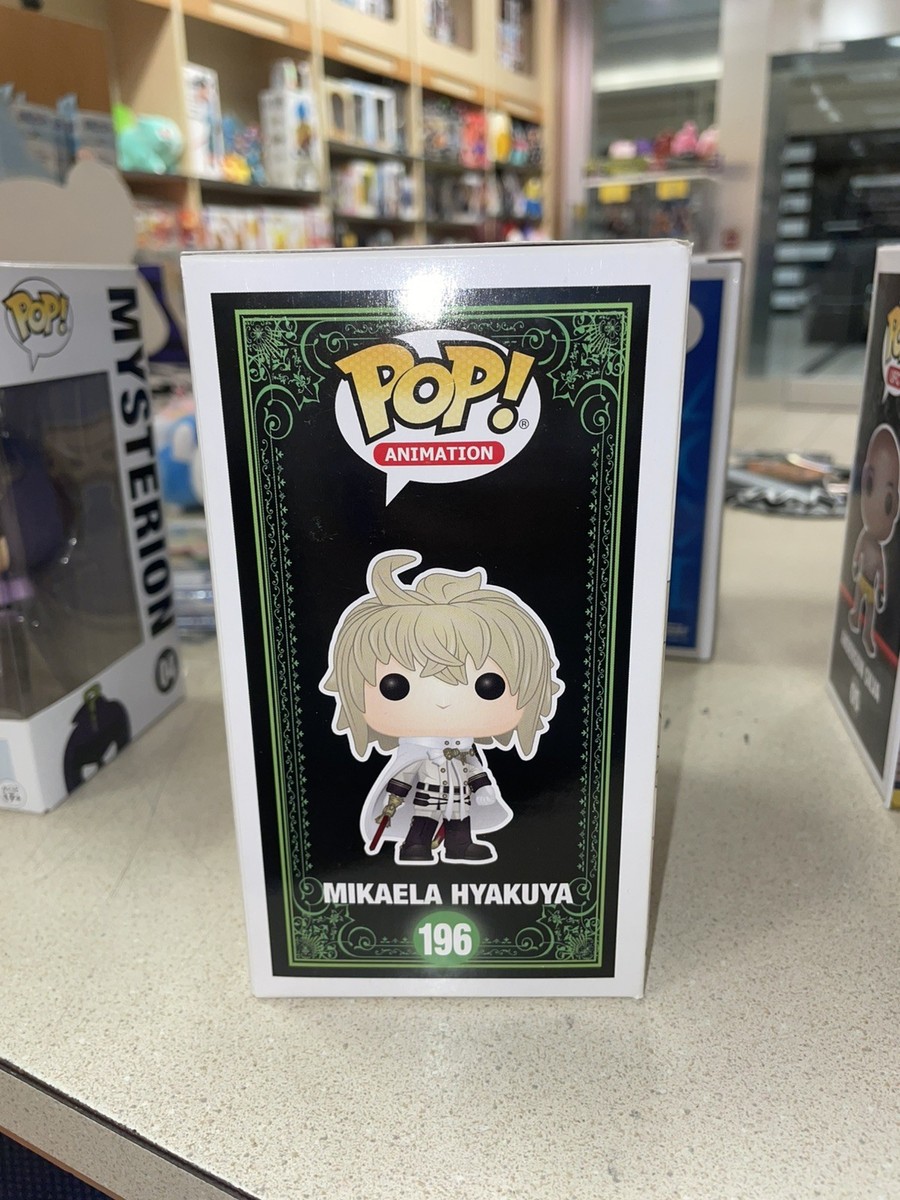 POP!
MYSTERION
04
POP!
®
ANIMATION
MIKAELA HYAKUYA
196